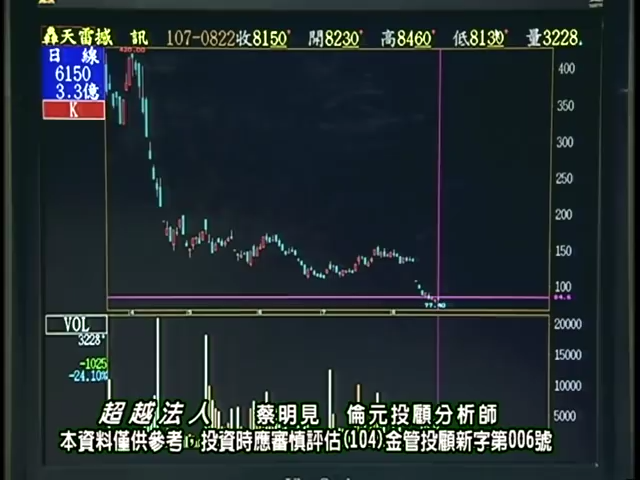 轟天雷撼 訊 107-0822收8150 開8230 高8460 低8130 量3228
日 線
6150
3.3億
K
400
350
300
250
200
150
100
77.40
VOL
3228
-1025
-24.10%
20000
15000
10000
5000
超越法人 蔡明見 倫元投顧分析師
本資料僅供參考 投資時應審慎評估(104)金管投顧新字第006號